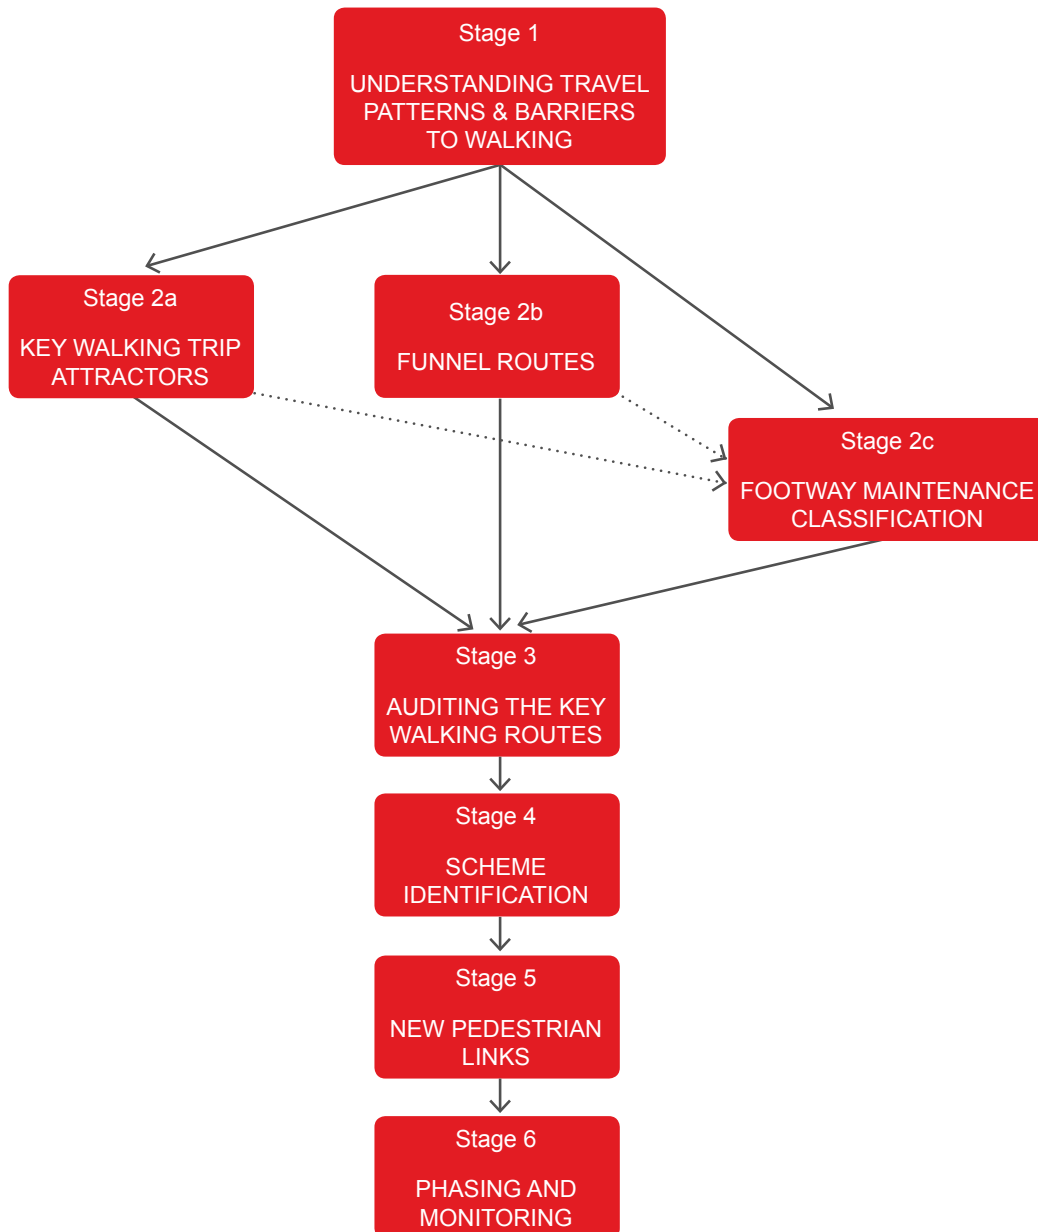 Stage 1
UNDERSTANDING TRAVEL
PATTERNS & BARRIERS
TO WALKING
Stage 2a
KEY WALKING TRIP
ATTRACTORS
Stage 2b
FUNNEL ROUTES
Stage 2c
FOOTWAY MAINTENANCE
CLASSIFICATION
Stage 3
AUDITING THE KEY
WALKING ROUTES
Stage 4
SCHEME
IDENTIFICATION
Stage 5
NEW PEDESTRIAN
LINKS
Stage 6
PHASING AND
MONITORING